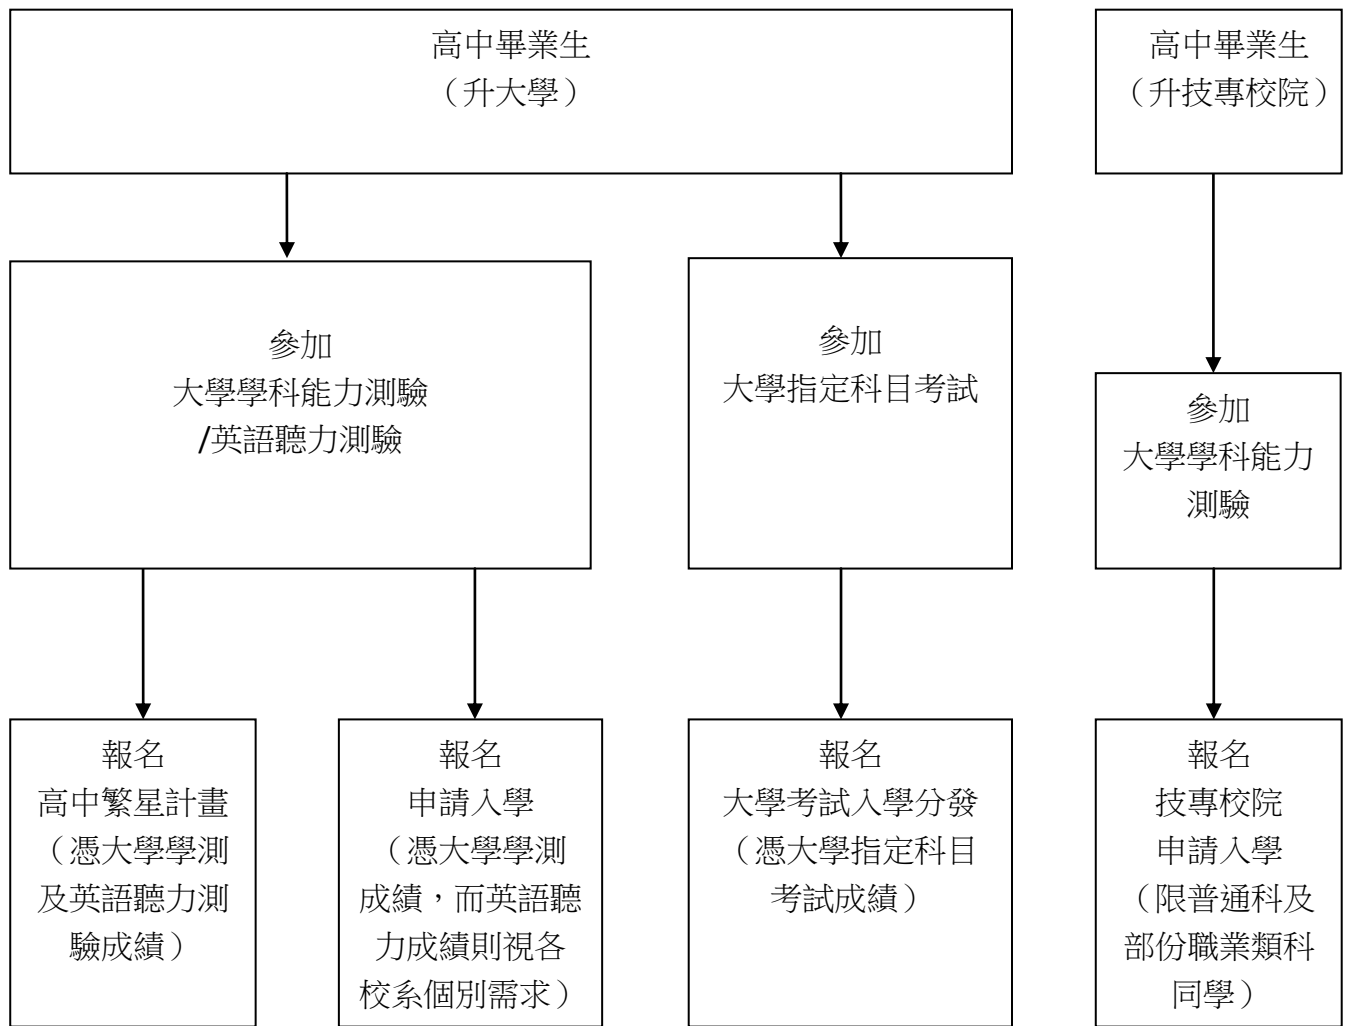 高中畢業生
（升大學）
高中畢業生
（升技專校院）
參加
大學學科能力測驗
/英語聽力測驗
參加
大學指定科目考試
參加
大學學科能力
測驗
報名
高中繁星計畫
（憑大學學測
及英語聽力測
驗成績）
報名
申請入學
（憑大學學測
成績，而英語聽
力成績則視各
校系個別需求）
報名
大學考試入學分發
（憑大學指定科目
考試成績）
報名
技專校院
申請入學
（限普通科及
部份職業類科
同學）